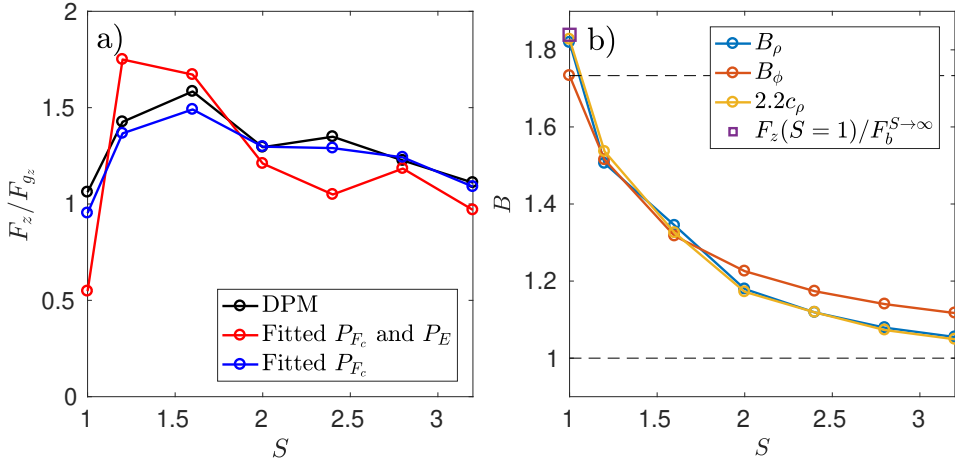 a)
F_z/F_{g_z}
2
1.5
1
0.5
0
1
1.5
2
2.5
3
S
DPM
Fitted P_{F_c} and P_E
Fitted P_{F_c}
b)
B
1.8
1.6
1.4
1.2
1
1
1.5
2
2.5
3
S
B_ρ
B_ϕ
2.2c_ρ
F_z(S = 1)/F_b^{S→∞}